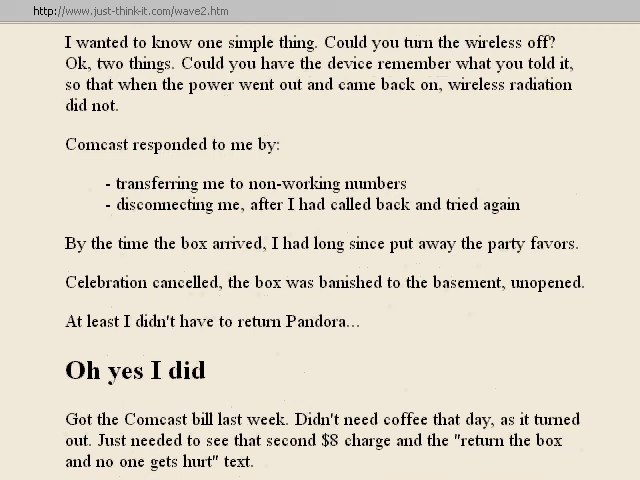 http://www.just-think-it.com/wave2.htm
I wanted to know one simple thing. Could you turn the wireless off?
Ok, two things. Could you have the device remember what you told it,
so that when the power went out and came back on, wireless radiation
did not.
Comcast responded to me by:
- transferring me to non-working numbers
- disconnecting me, after I had called back and tried again
By the time the box arrived, I had long since put away the party favors.
Celebration cancelled, the box was banished to the basement, unopened.
At least I didn't have to return Pandora...
Oh yes I did
Got the Comcast bill last week. Didn't need coffee that day, as it turned
out. Just needed to see that second $8 charge and the "return the box
and no one gets hurt" text.